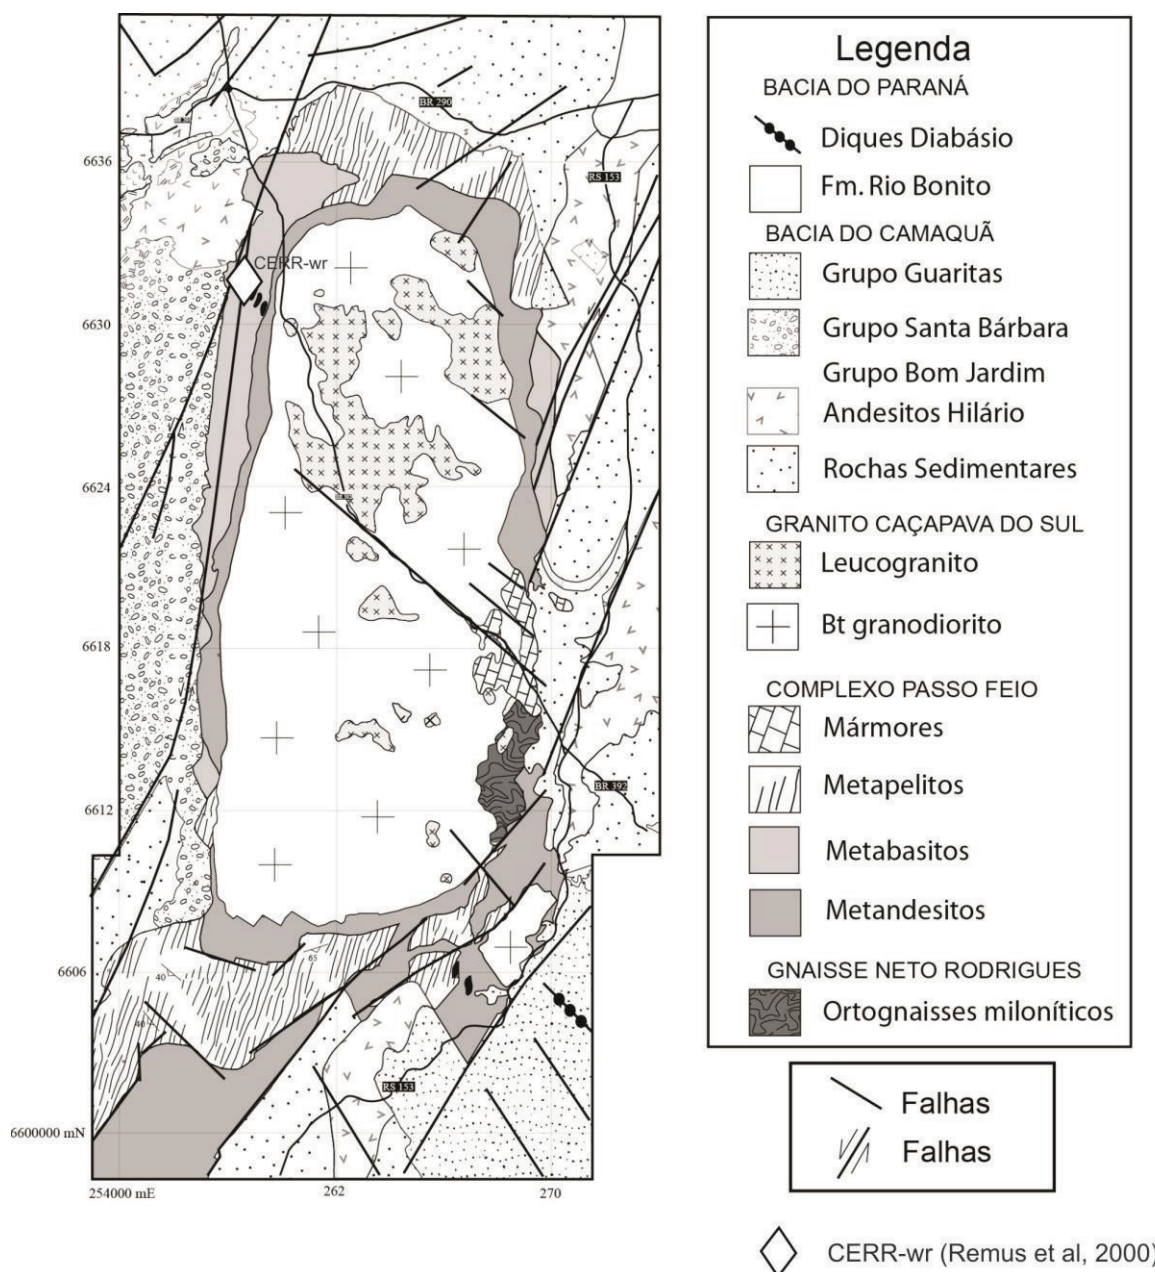 BR 290
6636
RS 153
CERR-wr
6630
6624
6618
6612
BR 392
65
6606
40
40
RS 153
6600000 mN
254000 mE
262
270
Legenda
BACIA DO PARANÁ
Diques Diabásio
Fm. Rio Bonito
BACIA DO CAMAQUÃ
Grupo Guaritas
Grupo Santa Bárbara
Grupo Bom Jardim
Andesitos Hilário
Rochas Sedimentares
GRANITO CAÇAPAVA DO SUL
Leucogranito
Bt granodiorito
COMPLEXO PASSO FEIO
Mármores
Metapelitos
Metabasitos
Metandesitos
GNAISSE NETO RODRIGUES
Ortognaisses miloníticos
Falhas
Falhas
CERR-wr (Remus et al, 2000)